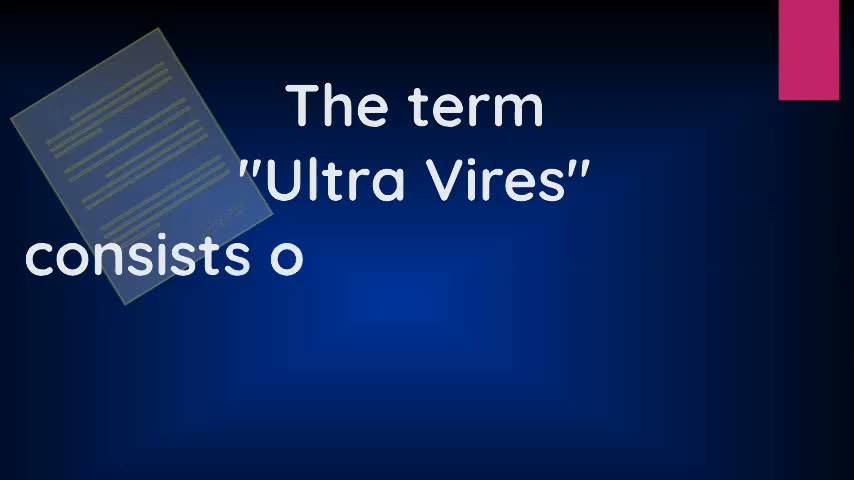 The term
"Ultra Vires"
consists o